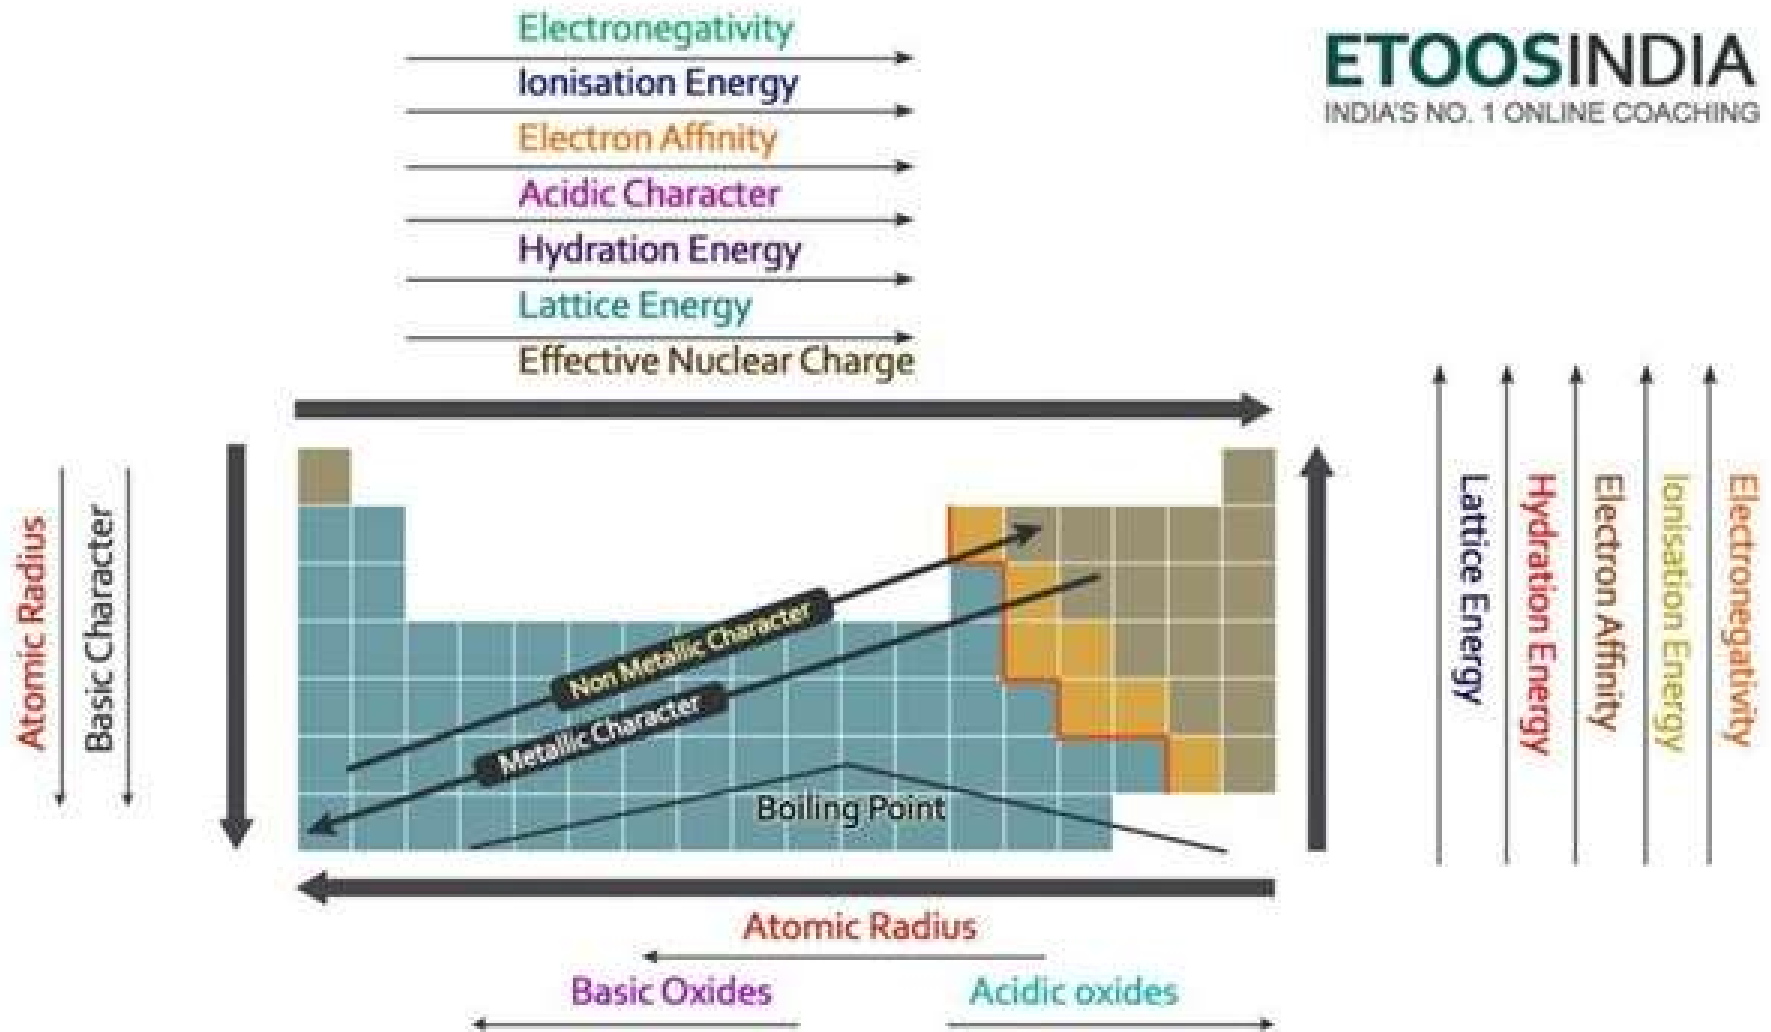 Electronegativity
Ionisation Energy
Electron Affinity
Acidic Character
Hydration Energy
Lattice Energy
Effective Nuclear Charge
ETOOSINDIA
INDIA'S NO. 1 ONLINE COACHING
Atomic Radius
Basic Character
Non Metallic Character
Metallic Character
Boiling Point
Lattice Energy
Hydration Energy
Electron Affinity
Ionisation Energy
Electronegativity
Atomic Radius
Basic Oxides
Acidic oxides